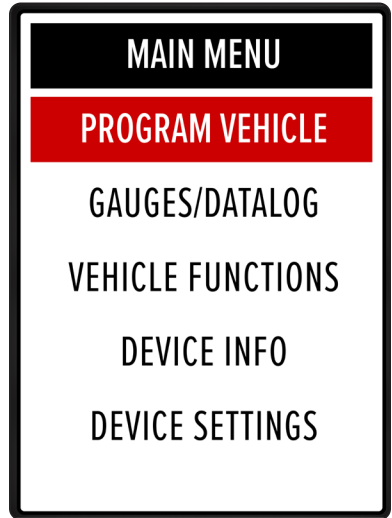 MAIN MENU
PROGRAM VEHICLE
GAUGES/DATALOG
VEHICLE FUNCTIONS
DEVICE INFO
DEVICE SETTINGS